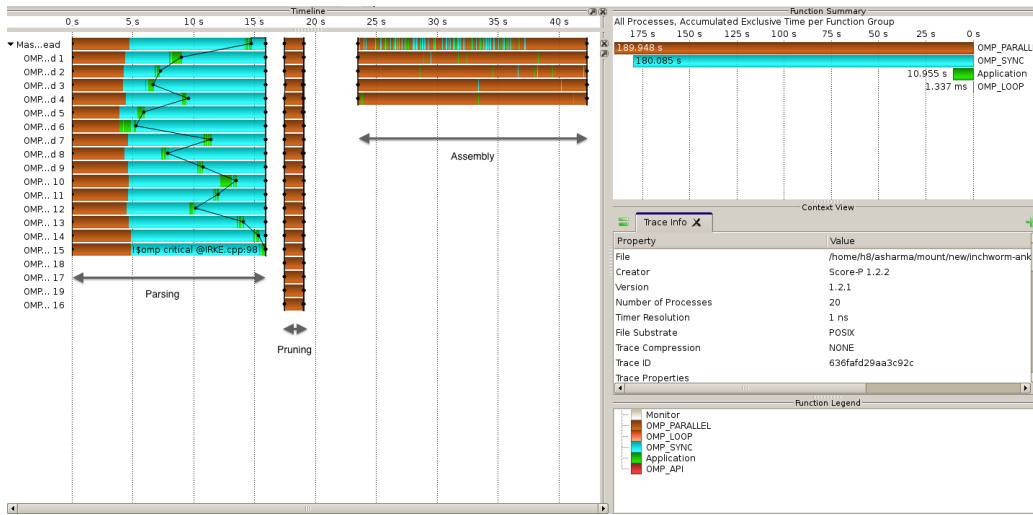 Timeline
0 s 5 s 10 s 15 s 20 s 25 s 30 s 35 s 40 s
Mas...ead
OMP...d 1
OMP...d 2
OMP...d 3
OMP...d 4
OMP...d 5
OMP...d 6
OMP...d 7
OMP...d 8
OMP...d 9
OMP... 10
OMP... 11
OMP... 12
OMP... 13
OMP... 14
OMP... 15
!$omp critical @IRKE.cpp:98
OMP... 18
OMP... 17
OMP... 19
OMP... 16
Parsing
Pruning
Assembly
Function Summary
All Processes, Accumulated Exclusive Time per Function Group
175 s 150 s 125 s 100 s 75 s 50 s 25 s 0 s
189.948 s OMP_PARALL
180.085 s OMP_SYNC
10.955 s Application
1.337 ms OMP_LOOP
Context View
Trace Info
Property Value
File /home/h8/asharma/mount/new/inchworm-ank
Creator Score-P 1.2.2
Version 1.2.1
Number of Processes 20
Timer Resolution 1 ns
File Substrate POSIX
Trace Compression NONE
Trace ID 636fafd29aa3c92c
Trace Properties
Function Legend
Monitor
OMP_PARALLEL
OMP_LOOP
OMP_SYNC
Application
OMP_API